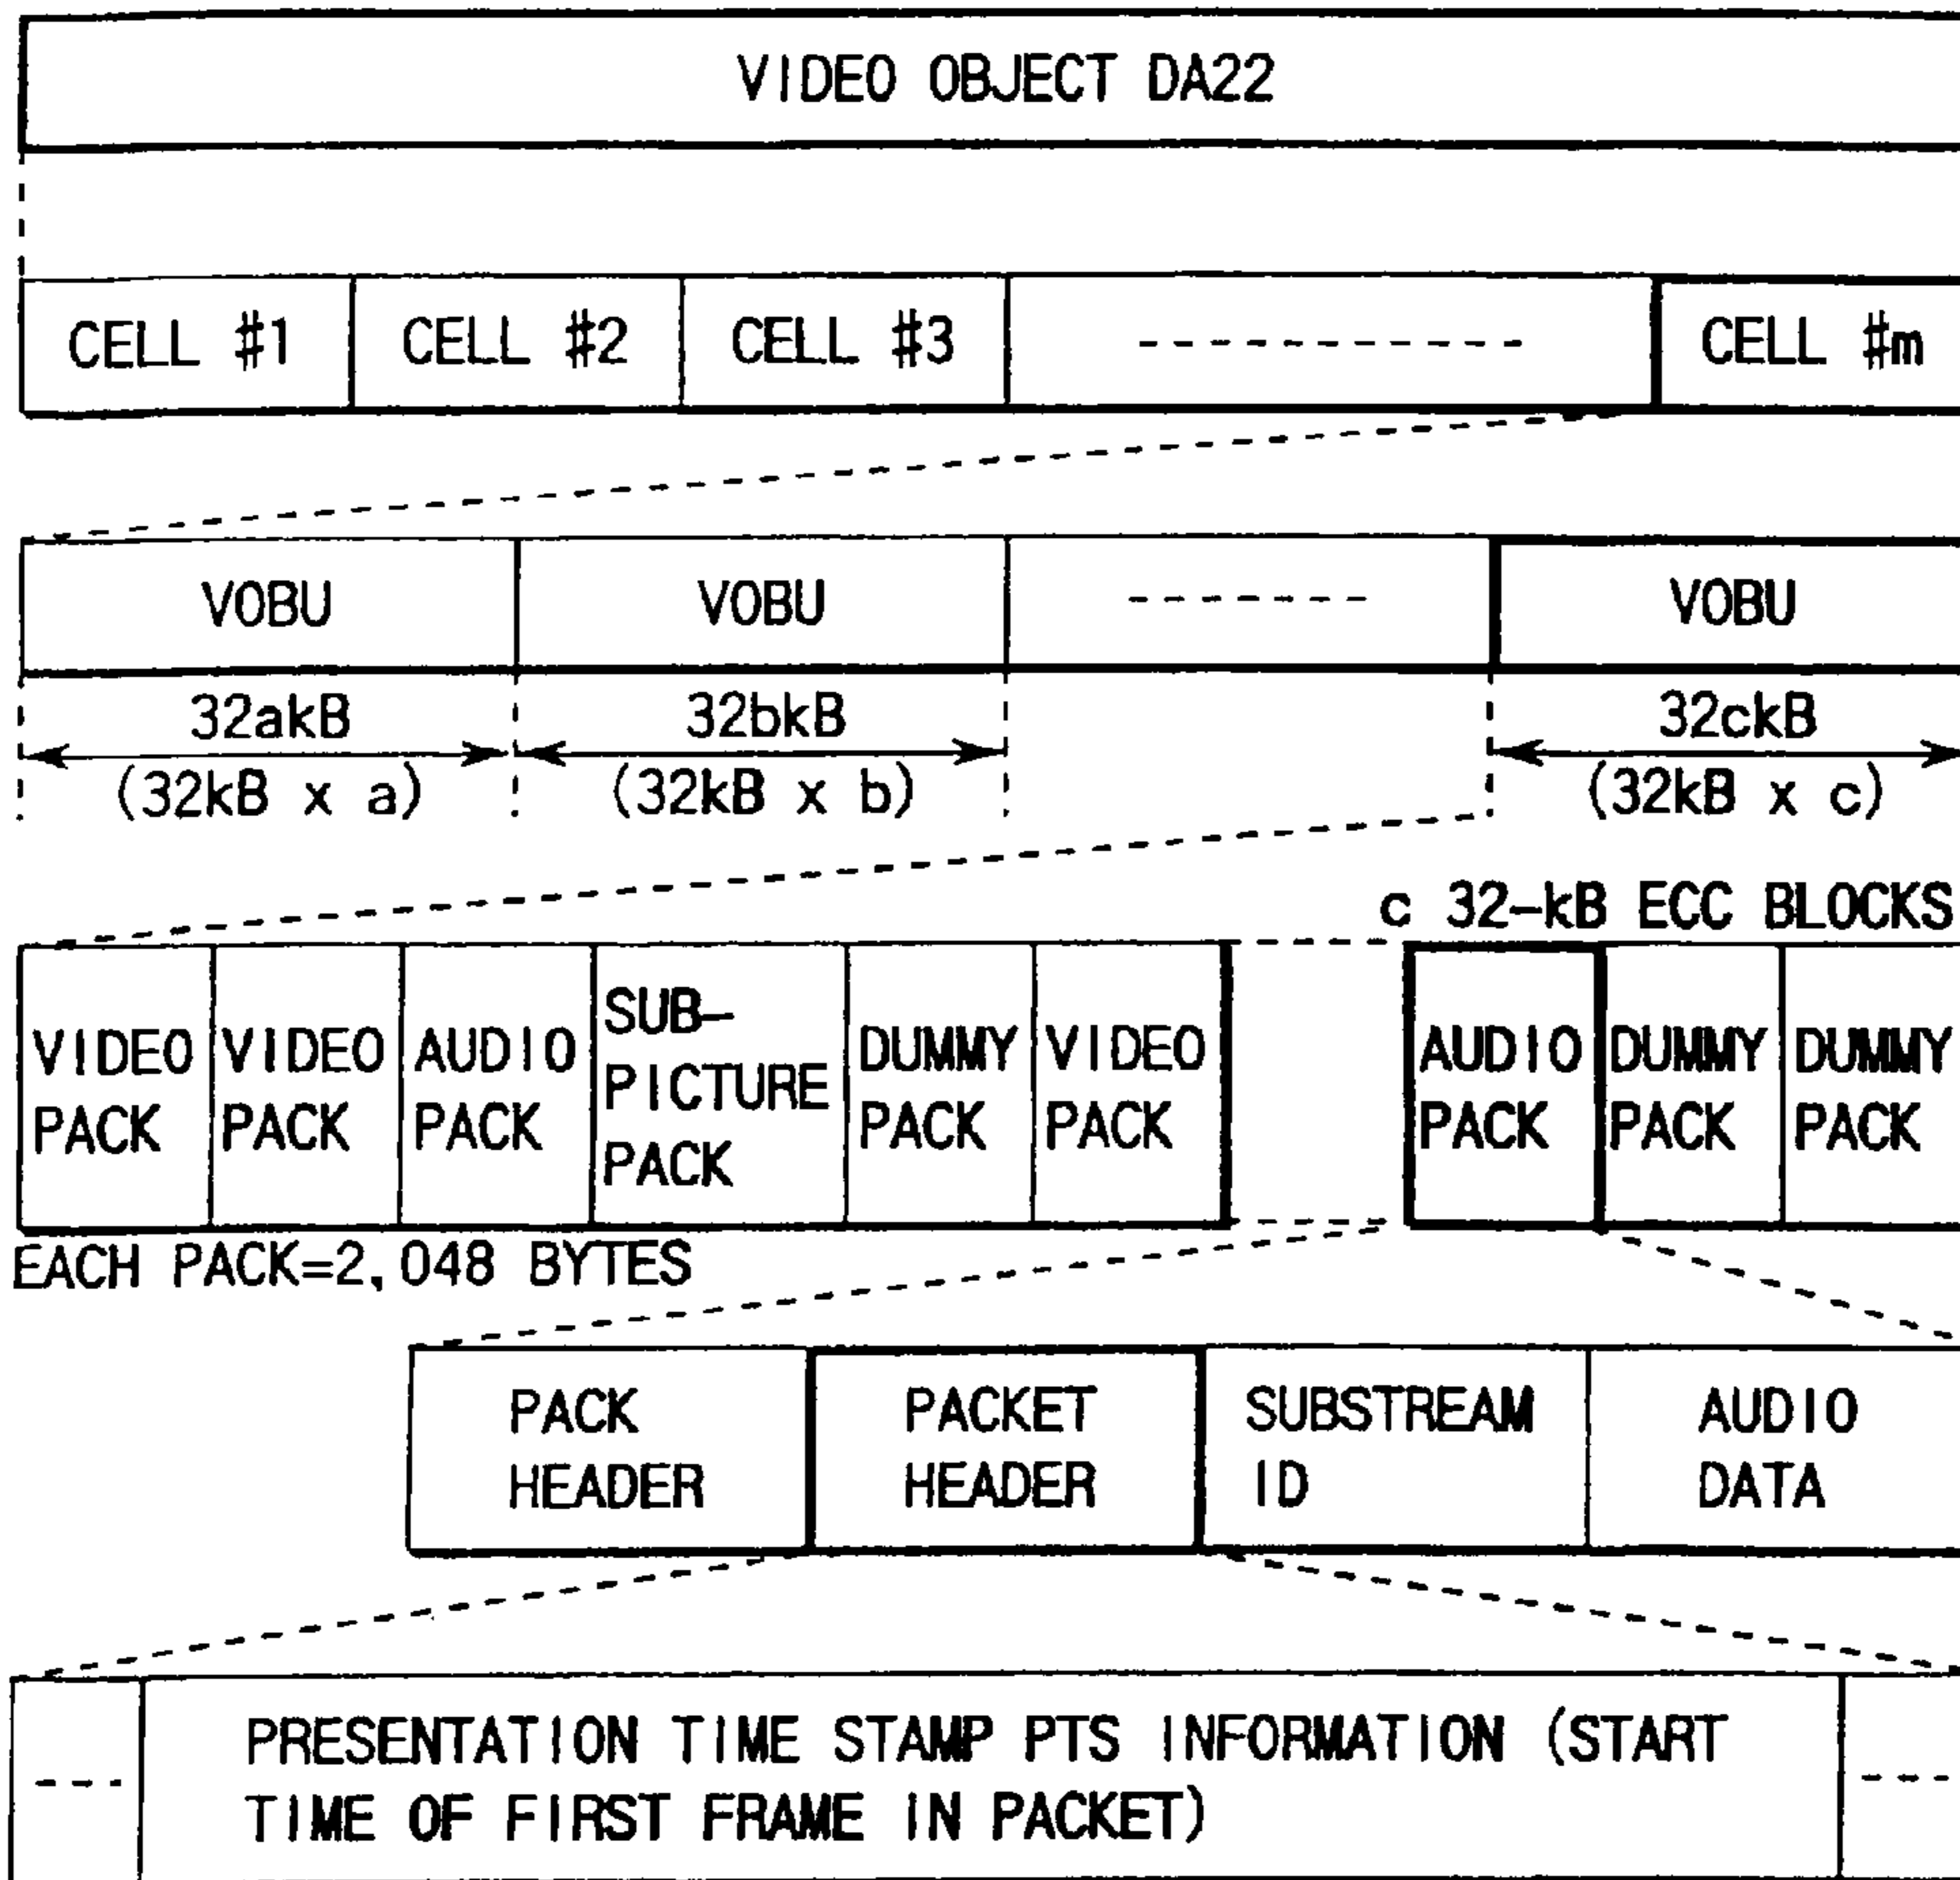 VIDEO OBJECT DA22
CELL #1 CELL #2 CELL #3 CELL #m
VOBU VOBU VOBU
32akB 32bkB 32ckB
(32kB x a) (32kB x b) (32kB x c)
c 32-kB ECC BLOCKS
VIDEO PACK
VIDEO PACK
AUDIO PACK
SUB-
PICTURE
PACK
DUMMY PACK
VIDEO PACK
AUDIO PACK
DUMMY PACK
DUMMY PACK
EACH PACK=2,048 BYTES
PACK
HEADER
PACKET
HEADER
SUBSTREAM
ID
AUDIO
DATA
PRESENTATION TIME STAMP PTS INFORMATION (START
TIME OF FIRST FRAME IN PACKET)